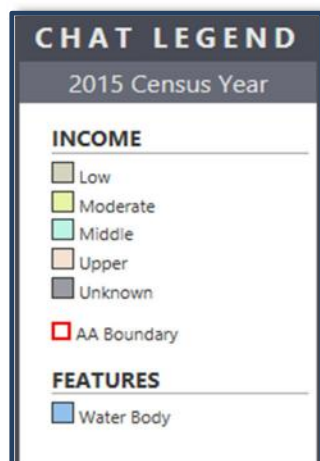 CHAT LEGEND
2015 Census Year
INCOME
Low
Moderate
Middle
Upper
Unknown
AA Boundary
FEATURES
Water Body